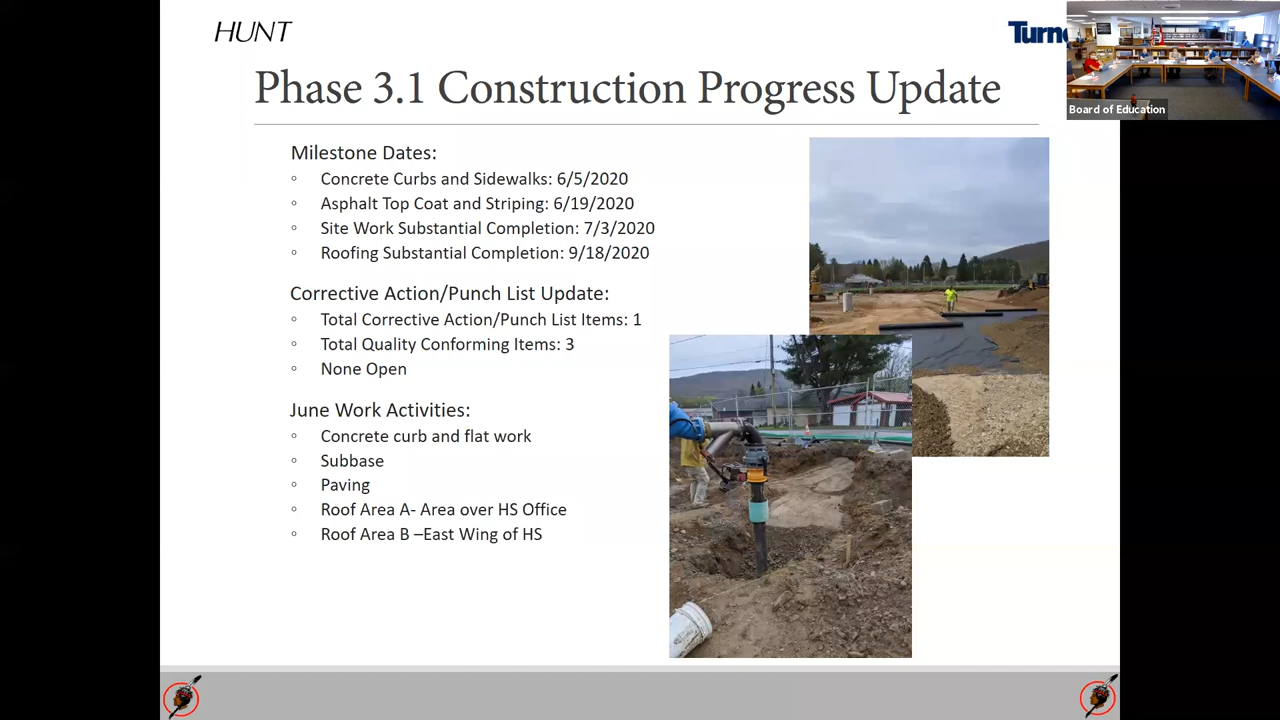 HUNT
Turn
Board of Education
Phase 3.1 Construction Progress Update
Milestone Dates:
◦ Concrete Curbs and Sidewalks: 6/5/2020
◦ Asphalt Top Coat and Striping: 6/19/2020
◦ Site Work Substantial Completion: 7/3/2020
◦ Roofing Substantial Completion: 9/18/2020
Corrective Action/Punch List Update:
◦ Total Corrective Action/Punch List Items: 1
◦ Total Quality Conforming Items: 3
◦ None Open
June Work Activities:
◦ Concrete curb and flat work
◦ Subbase
◦ Paving
◦ Roof Area A- Area over HS Office
◦ Roof Area B –East Wing of HS